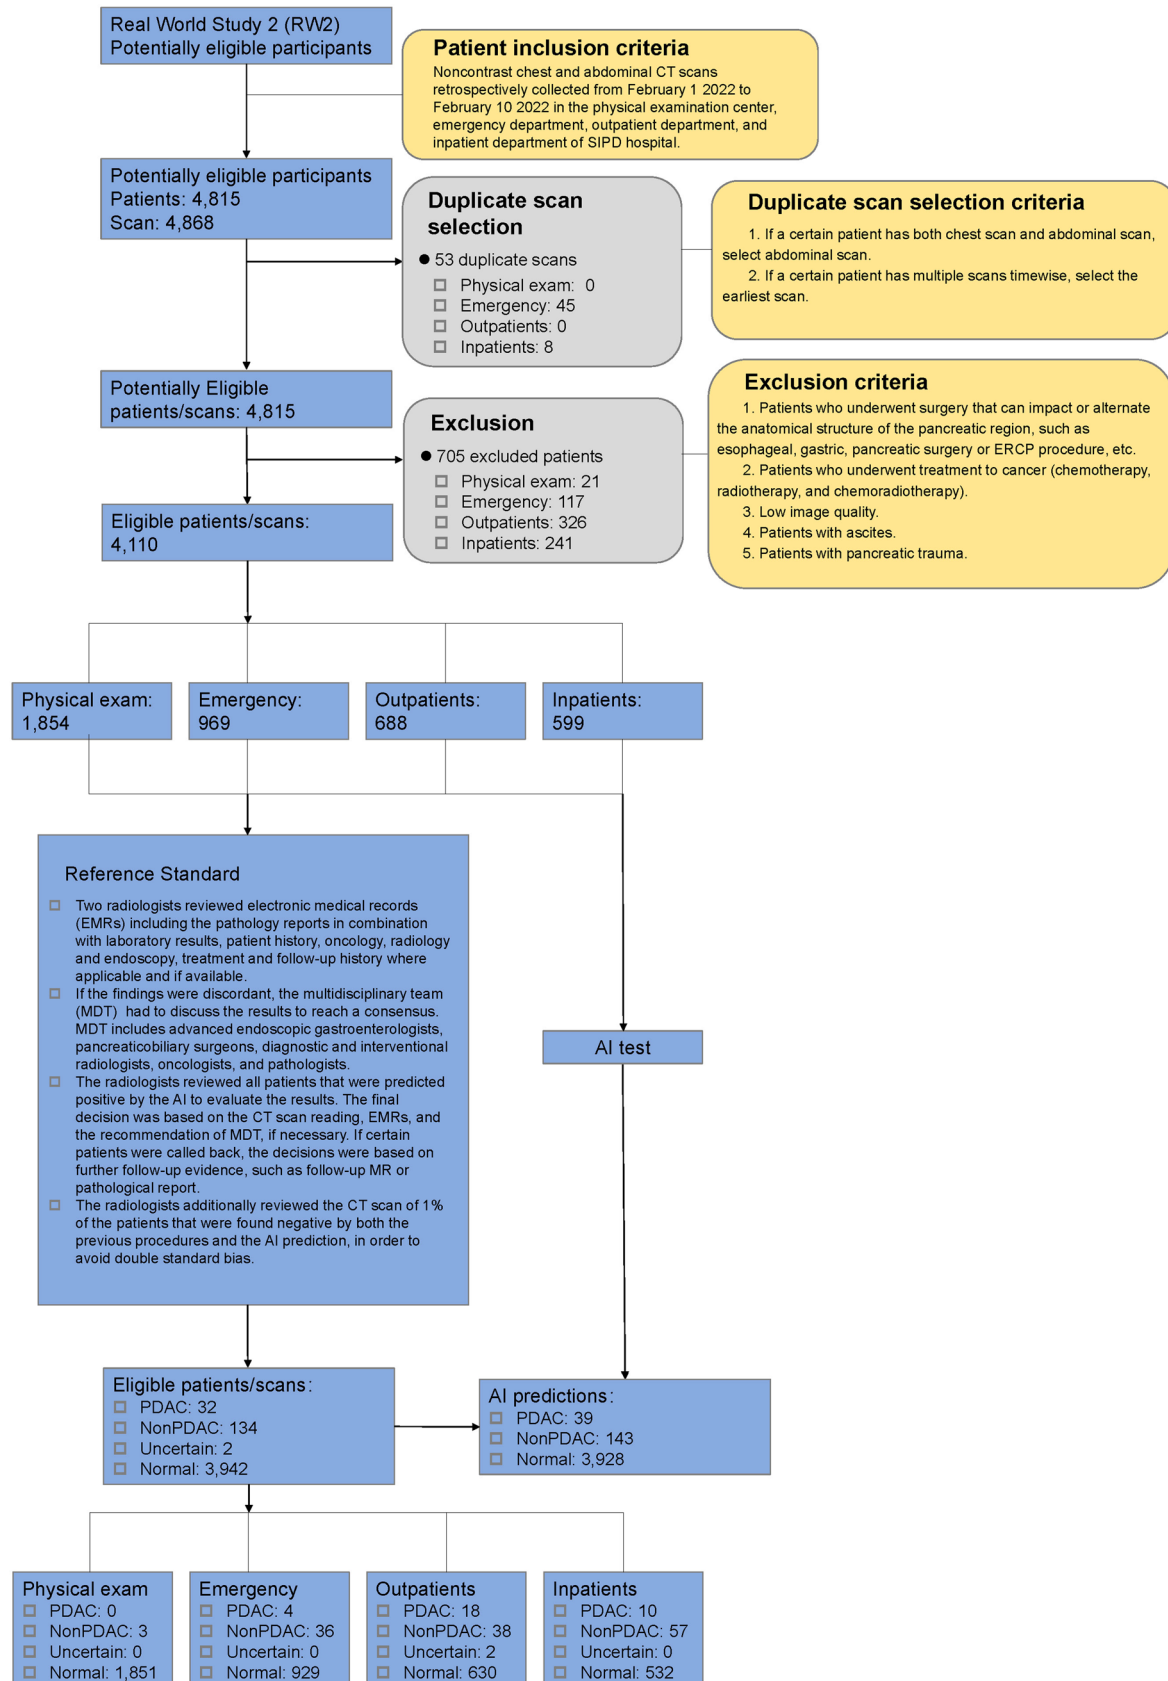 Real World Study 2 (RW2)
Potentially eligible participants
Patient inclusion criteria
Noncontrast chest and abdominal CT scans
retrospectively collected from February 1 2022 to
February 10 2022 in the physical examination center,
emergency department, outpatient department, and
inpatient department of SIPD hospital.
Potentially eligible participants
Patients: 4,815
Scan: 4,868
Duplicate scan
selection
● 53 duplicate scans
□ Physical exam: 0
□ Emergency: 45
□ Outpatients: 0
□ Inpatients: 8
Duplicate scan selection criteria
1. If a certain patient has both chest scan and abdominal scan,
select abdominal scan.
2. If a certain patient has multiple scans timewise, select the
earliest scan.
Potentially Eligible
patients/scans: 4,815
Exclusion
● 705 excluded patients
□ Physical exam: 21
□ Emergency: 117
□ Outpatients: 326
□ Inpatients: 241
Exclusion criteria
1. Patients who underwent surgery that can impact or alternate
the anatomical structure of the pancreatic region, such as
esophageal, gastric, pancreatic surgery or ERCP procedure, etc.
2. Patients who underwent treatment to cancer (chemotherapy,
radiotherapy, and chemoradiotherapy).
3. Low image quality.
4. Patients with ascites.
5. Patients with pancreatic trauma.
Eligible patients/scans:
4,110
Physical exam:
1,854
Emergency:
969
Outpatients:
688
Inpatients:
599
Reference Standard
□ Two radiologists reviewed electronic medical records
(EMRs) including the pathology reports in combination
with laboratory results, patient history, oncology, radiology
and endoscopy, treatment and follow-up history where
applicable and if available.
□ If the findings were discordant, the multidisciplinary team
(MDT) had to discuss the results to reach a consensus.
MDT includes advanced endoscopic gastroenterologists,
pancreaticobiliary surgeons, diagnostic and interventional
radiologists, oncologists, and pathologists.
□ The radiologists reviewed all patients that were predicted
positive by the AI to evaluate the results. The final
decision was based on the CT scan reading, EMRs, and
the recommendation of MDT, if necessary. If certain
patients were called back, the decisions were based on
further follow-up evidence, such as follow-up MR or
pathological report.
□ The radiologists additionally reviewed the CT scan of 1%
of the patients that were found negative by both the
previous procedures and the AI prediction, in order to
avoid double standard bias.
AI test
Eligible patients/scans:
□ PDAC: 32
□ NonPDAC: 134
□ Uncertain: 2
□ Normal: 3,942
AI predictions:
□ PDAC: 39
□ NonPDAC: 143
□ Normal: 3,928
Physical exam
□ PDAC: 0
□ NonPDAC: 3
□ Uncertain: 0
□ Normal: 1,851
Emergency
□ PDAC: 4
□ NonPDAC: 36
□ Uncertain: 0
□ Normal: 929
Outpatients
□ PDAC: 18
□ NonPDAC: 38
□ Uncertain: 2
□ Normal: 630
Inpatients
□ PDAC: 10
□ NonPDAC: 57
□ Uncertain: 0
□ Normal: 532